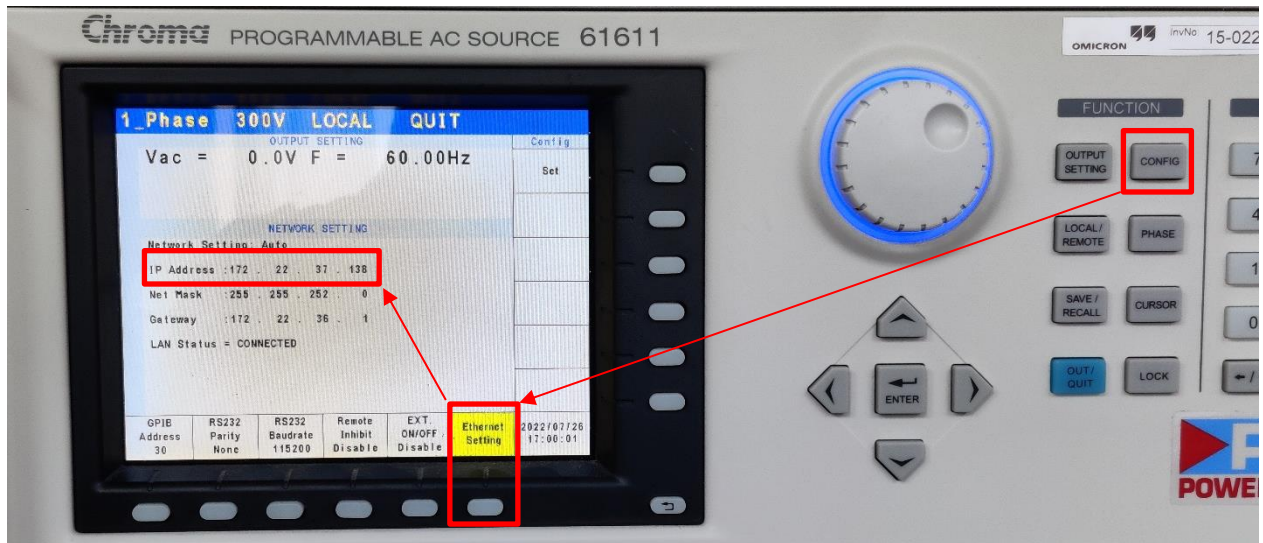 Chroma PROGRAMMABLE AC SOURCE 61611
OMICRON InvNo 15-022
1_Phase 300V LOCAL QUIT
OUTPUT SETTING
Config
Vac = 0.0V F = 60.00Hz
Set
NETWORK SETTING
Network Setting: Auto
IP Address :172 . 22 . 37 . 138
Net Mask :255 . 255 . 252 . 0
Gateway :172 . 22 . 36 . 1
LAN Status = CONNECTED
GPIB Address 30
RS232 Parity None
RS232 Baudrate 115200
Remote Inhibit Disable
EXT. ON/OFF Disable
Ethernet Setting
2022/07/26
17:00:01
FUNCTION
OUTPUT SETTING
CONFIG
7
LOCAL/ REMOTE
PHASE
4
1
SAVE / RECALL
CURSOR
0
OUT/ QUIT
LOCK
ENTER